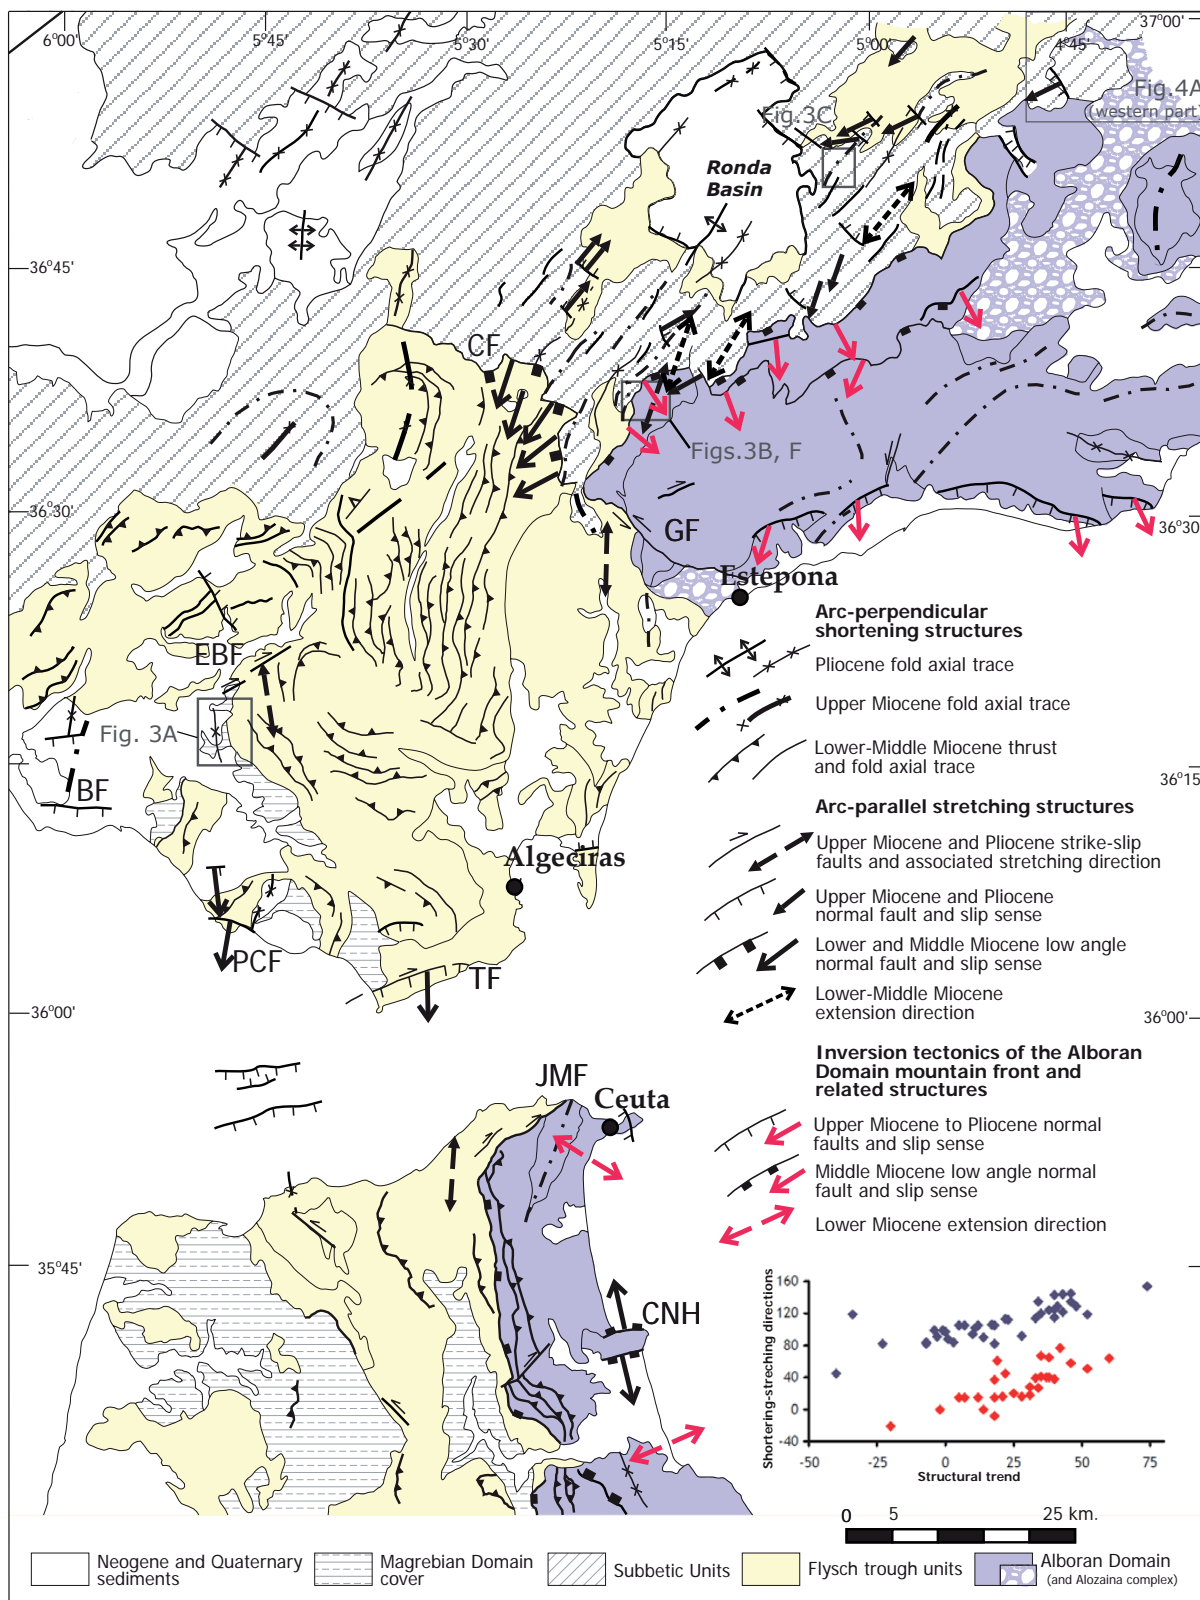 6°00'
5°45'
5°30'
5°15'
5°00'
4°45'
37°00'
Fig.4A
(western part)
Fig.3C
Ronda
Basin
36°45'
CF
Figs.3B, F
36°30'
36°30'
GF
Estepona
EBF
Fig. 3A
BF
36°15'
Algeciras
PCF
TF
36°00'
36°00'
JMF
Ceuta
35°45'
CNH
Arc-perpendicular
shortening structures
Pliocene fold axial trace
Upper Miocene fold axial trace
Lower-Middle Miocene thrust
and fold axial trace
Arc-parallel stretching structures
Upper Miocene and Pliocene strike-slip
faults and associated stretching direction
Upper Miocene and Pliocene
normal fault and slip sense
Lower and Middle Miocene low angle
normal fault and slip sense
Lower-Middle Miocene
extension direction
Inversion tectonics of the Alboran
Domain mountain front and
related structures
Upper Miocene to Pliocene normal
faults and slip sense
Middle Miocene low angle normal
fault and slip sense
Lower Miocene extension direction
Shortering-streching directions
160
120
80
40
0
-40
-50
-25
0
25
50
75
Structural trend
0
5
25 km.
Neogene and Quaternary
sediments
Magrebian Domain
cover
Subbetic Units
Flysch trough units
Alboran Domain
(and Alozaina complex)